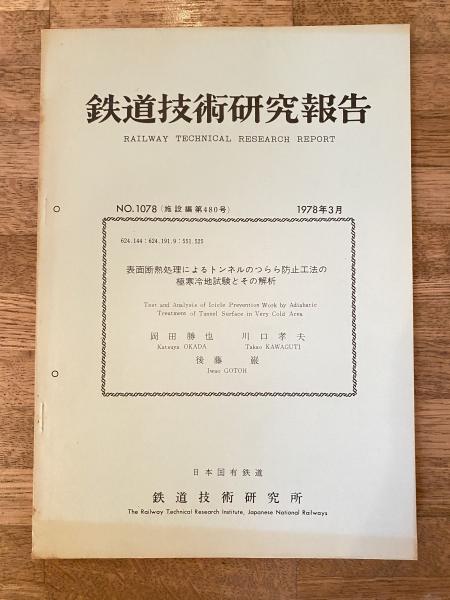 鉄道技術研究報告
RAILWAY TECHNICAL RESEARCH REPORT
NO.1078(施設編第480号) 1978年3月
624.144:624.191.9:551.525
表面断熱処理によるトンネルのつらら防止工法の
極寒冷地試験とその解析
Test and Analysis of Icicle Prevention Work by Adiabatic
Treatment of Tunnel Surface in Very Cold Area
岡田勝也 川口孝夫
Katsuya OKADA Takao KAWAGUTI
後藤 巌
Iwao GOTOH
日本国有鉄道
鉄道技術研究所
The Railway Technical Research Institute, Japanese National Railways